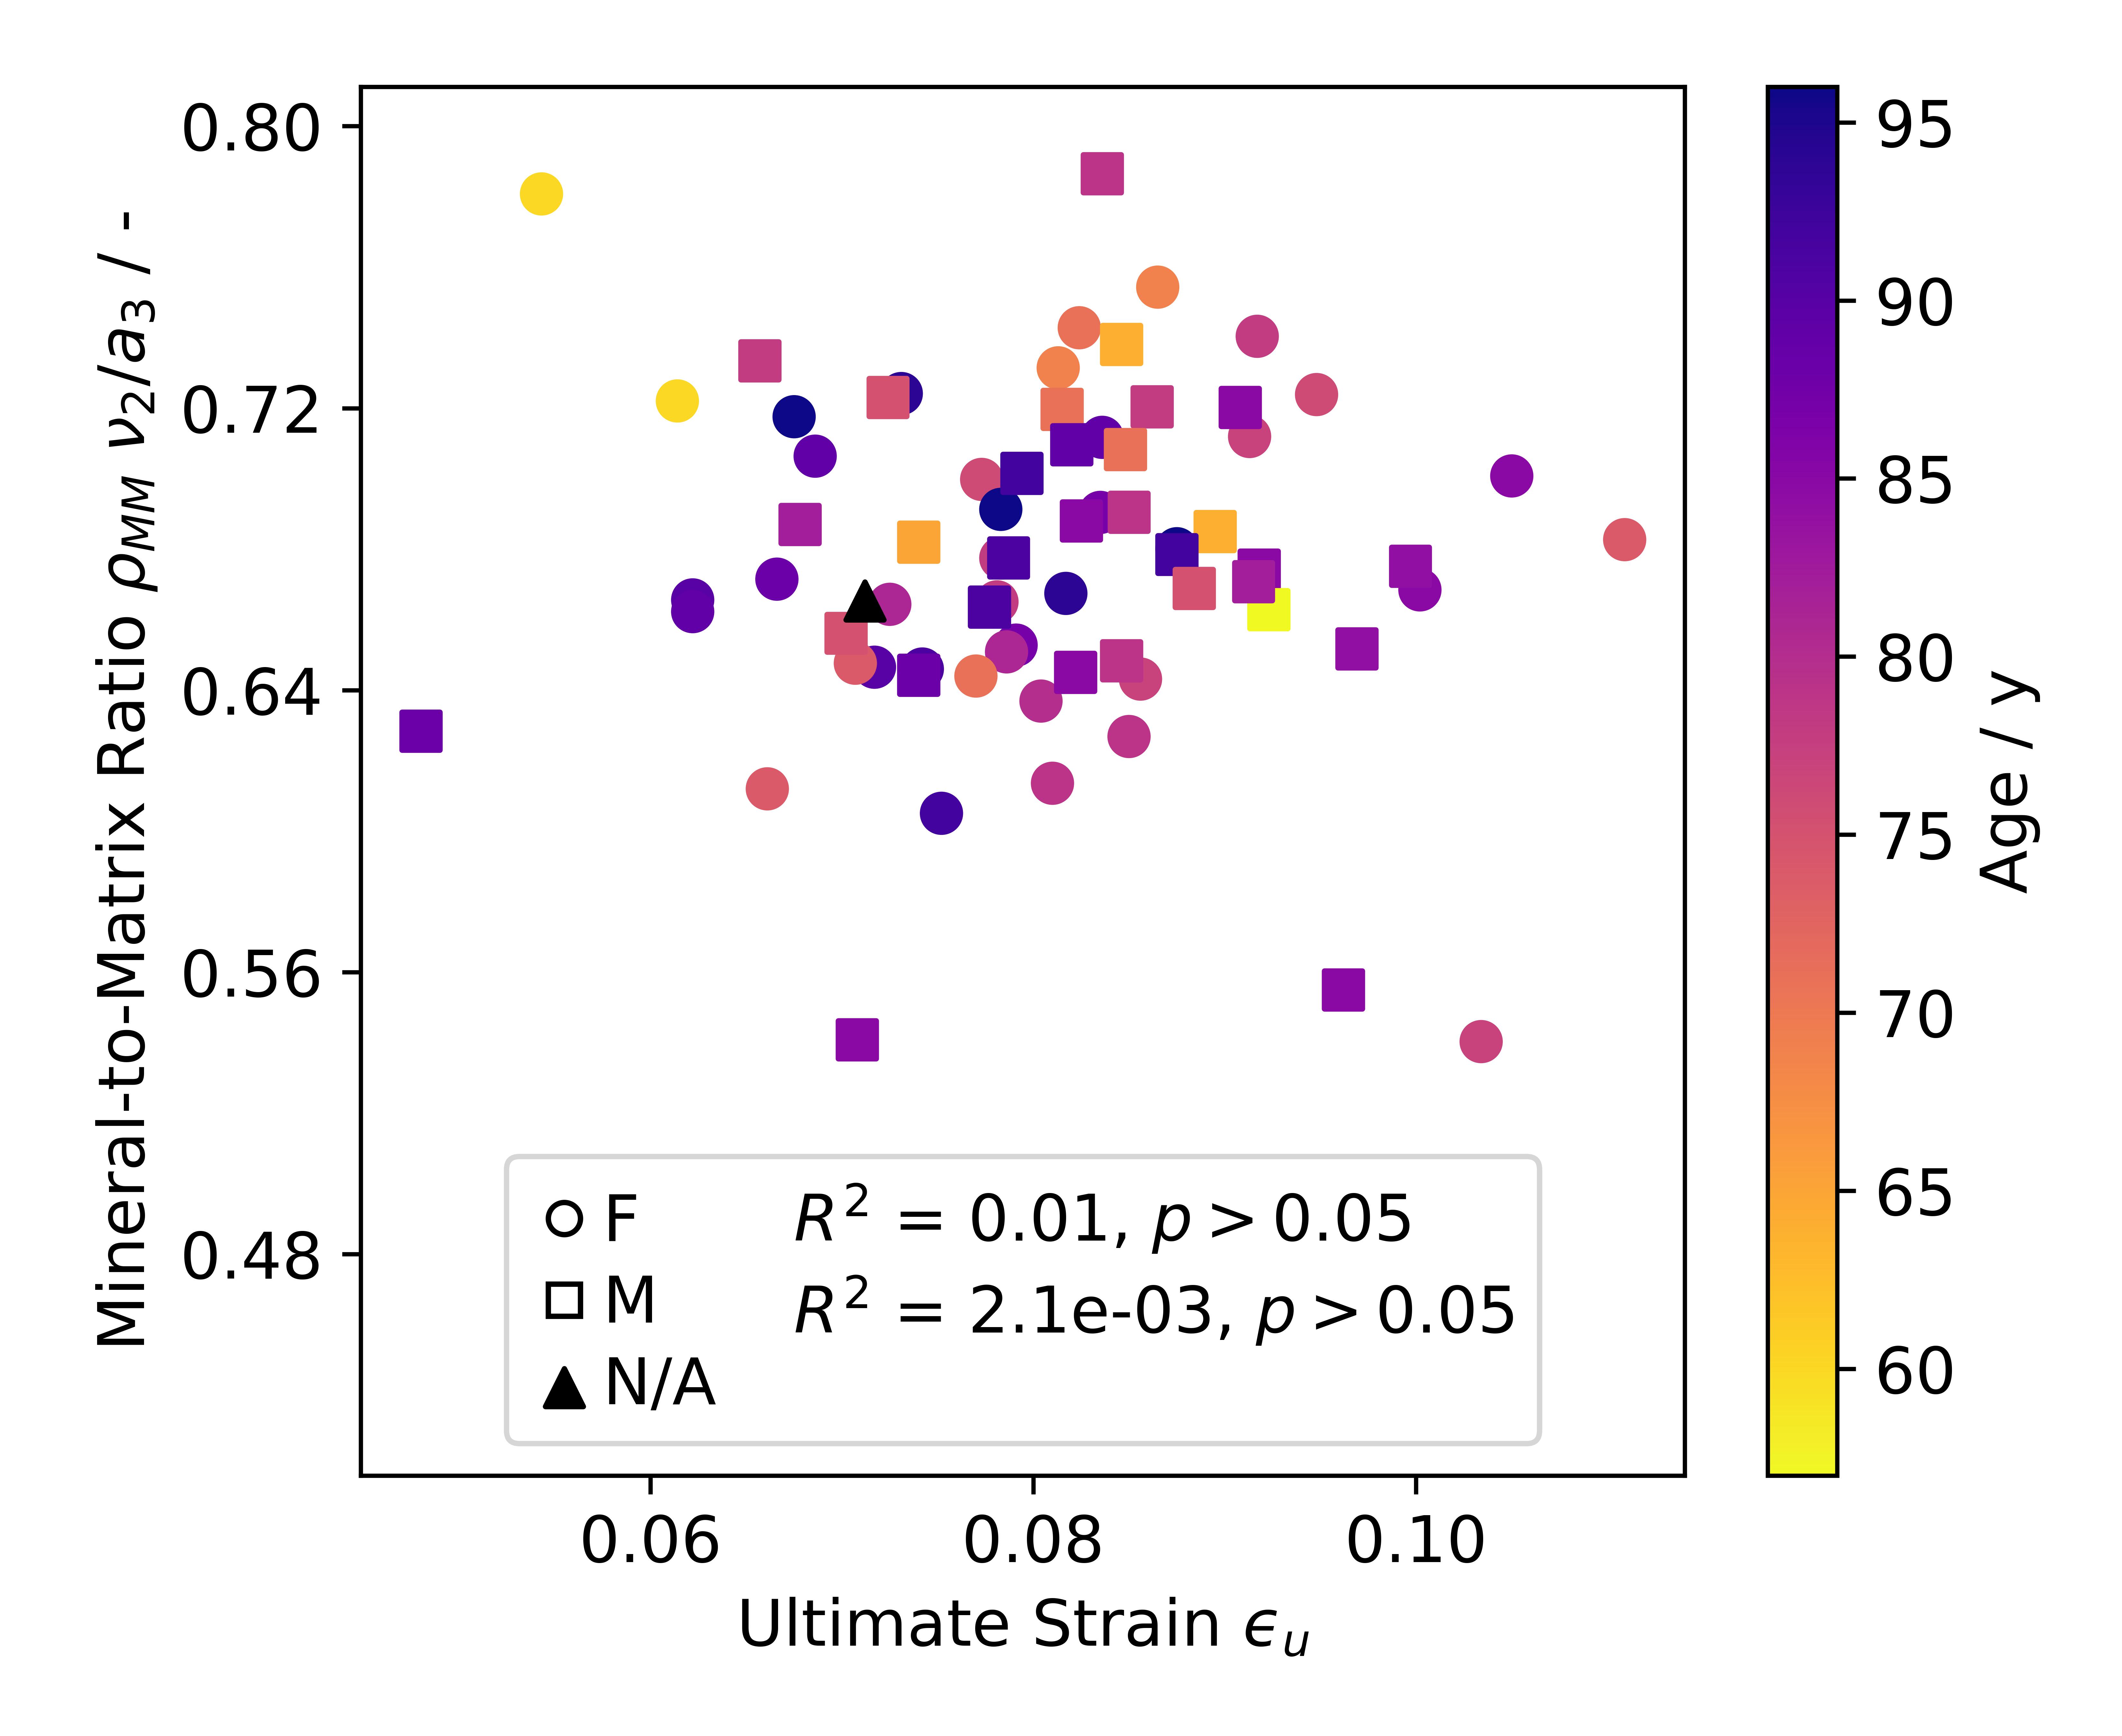 0.80
0.72
0.64
0.56
0.48
Mineral-to-Matrix Ratio ρ_MM ν₂/a₃ / -
F R² = 0.01, p > 0.05
M R² = 2.1e-03, p > 0.05
N/A
0.06 0.08 0.10
Ultimate Strain ϵ_u
95
90
85
80
75
70
65
60
Age / y